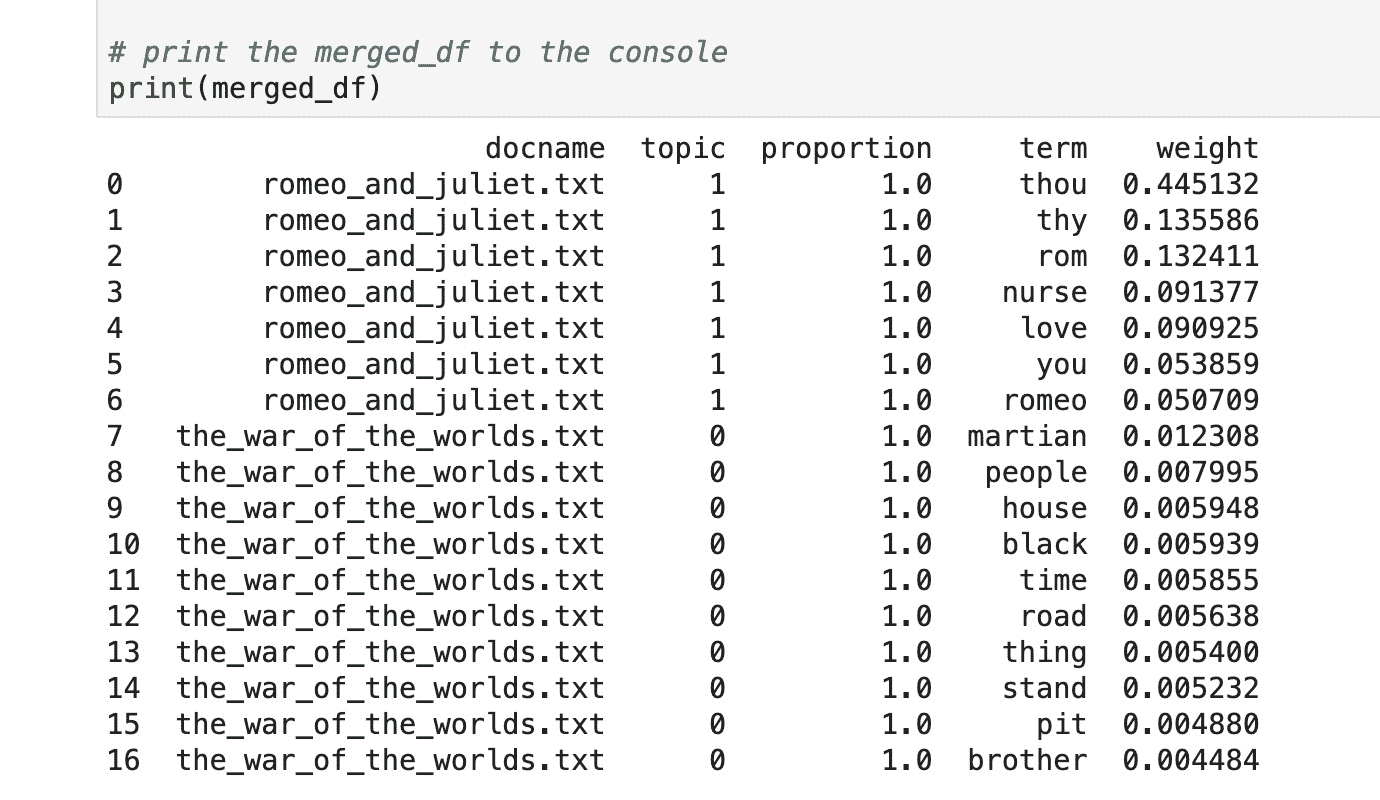 # print the merged_df to the console
print(merged_df)
docname topic proportion term weight
0 romeo_and_juliet.txt 1 1.0 thou 0.445132
1 romeo_and_juliet.txt 1 1.0 thy 0.135586
2 romeo_and_juliet.txt 1 1.0 rom 0.132411
3 romeo_and_juliet.txt 1 1.0 nurse 0.091377
4 romeo_and_juliet.txt 1 1.0 love 0.090925
5 romeo_and_juliet.txt 1 1.0 you 0.053859
6 romeo_and_juliet.txt 1 1.0 romeo 0.050709
7 the_war_of_the_worlds.txt 0 1.0 martian 0.012308
8 the_war_of_the_worlds.txt 0 1.0 people 0.007995
9 the_war_of_the_worlds.txt 0 1.0 house 0.005948
10 the_war_of_the_worlds.txt 0 1.0 black 0.005939
11 the_war_of_the_worlds.txt 0 1.0 time 0.005855
12 the_war_of_the_worlds.txt 0 1.0 road 0.005638
13 the_war_of_the_worlds.txt 0 1.0 thing 0.005400
14 the_war_of_the_worlds.txt 0 1.0 stand 0.005232
15 the_war_of_the_worlds.txt 0 1.0 pit 0.004880
16 the_war_of_the_worlds.txt 0 1.0 brother 0.004484